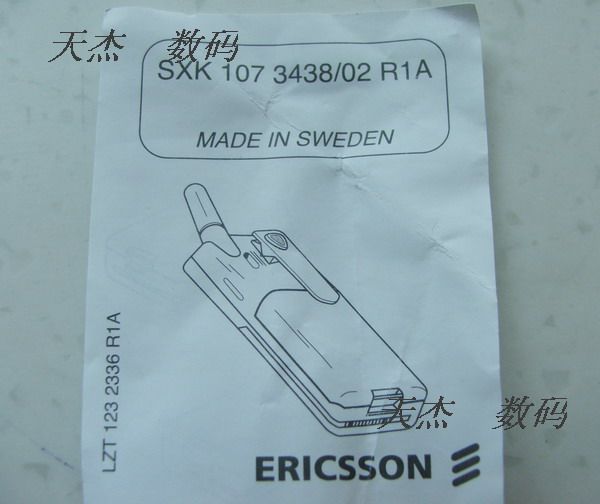 天杰 数码
SXK 107 3438/02 R1A
MADE IN SWEDEN
LZT 123 2336 R1A
天杰 数码
ERICSSON